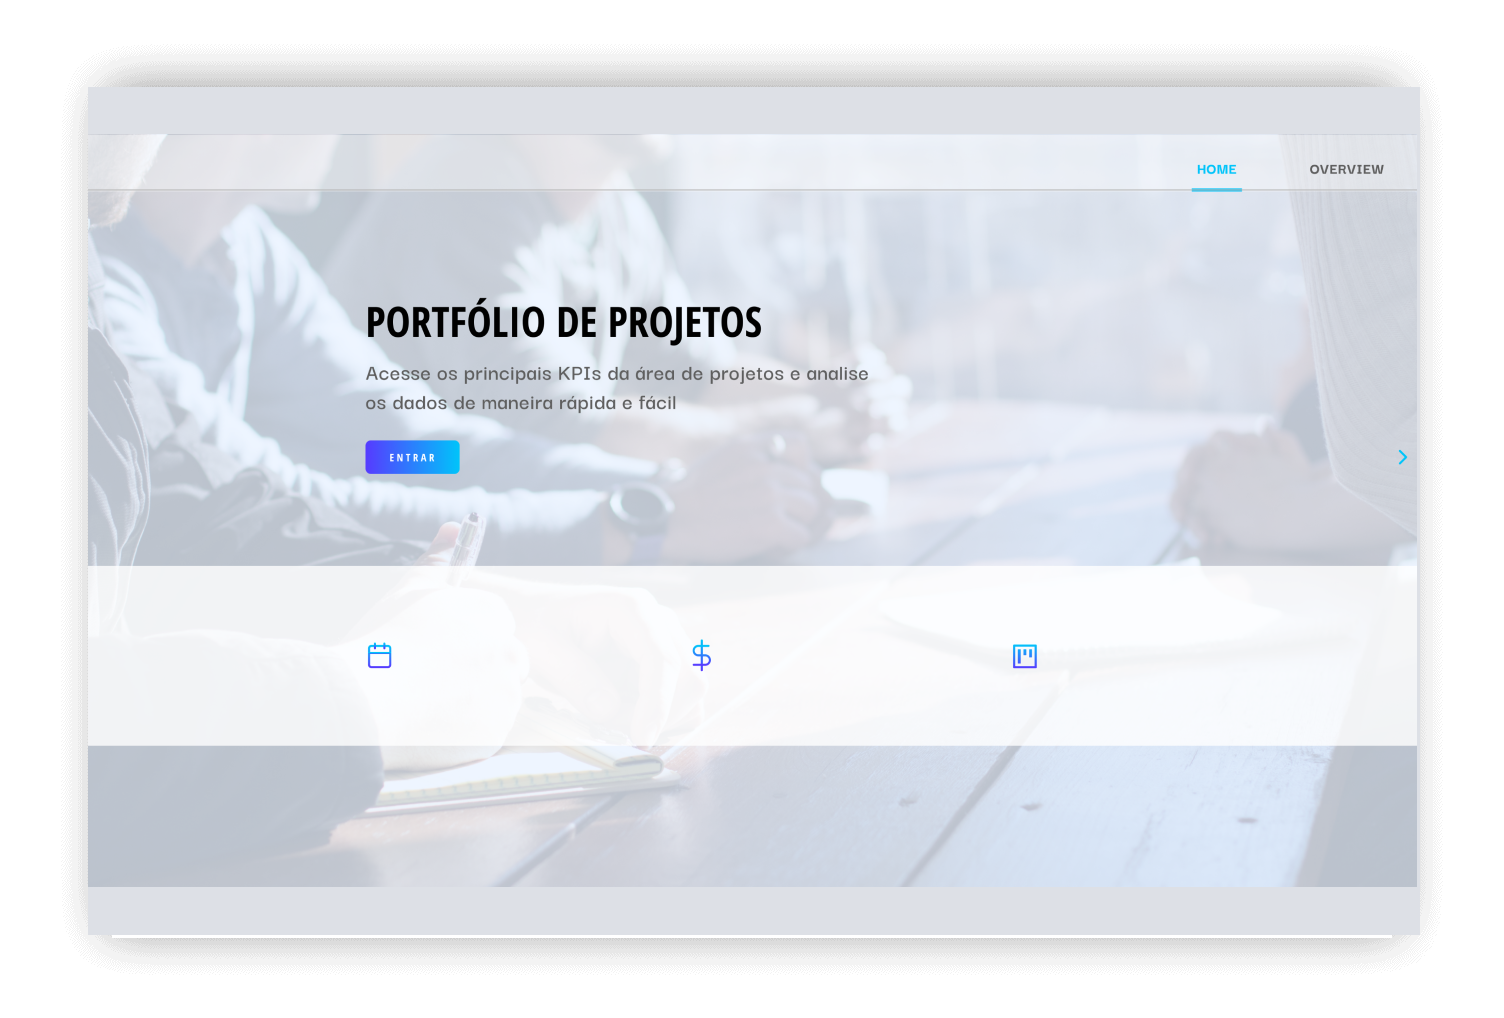 HOME OVERVIEW
PORTFÓLIO DE PROJETOS
Acesse os principais KPIs da área de projetos e analise
os dados de maneira rápida e fácil
ENTRAR